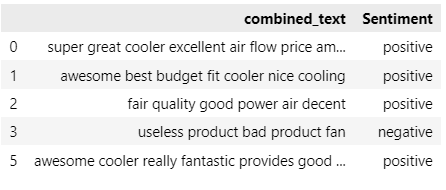 combined_text Sentiment
0 super great cooler excellent air flow price am... positive
1 awesome best budget fit cooler nice cooling positive
2 fair quality good power air decent positive
3 useless product bad product fan negative
5 awesome cooler really fantastic provides good ... positive